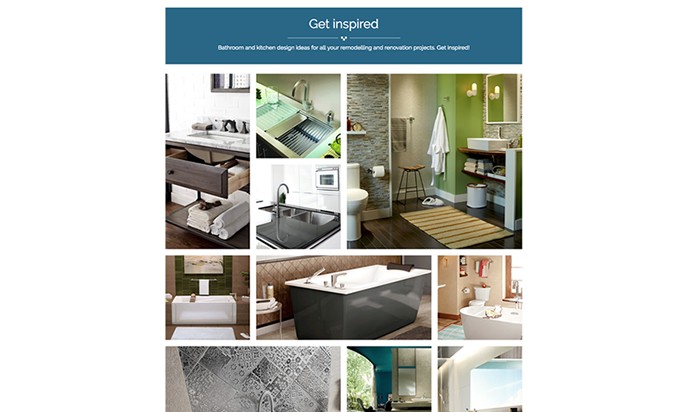 Get inspired
Bathroom and kitchen design ideas for all your remodelling and renovation projects. Get inspired!